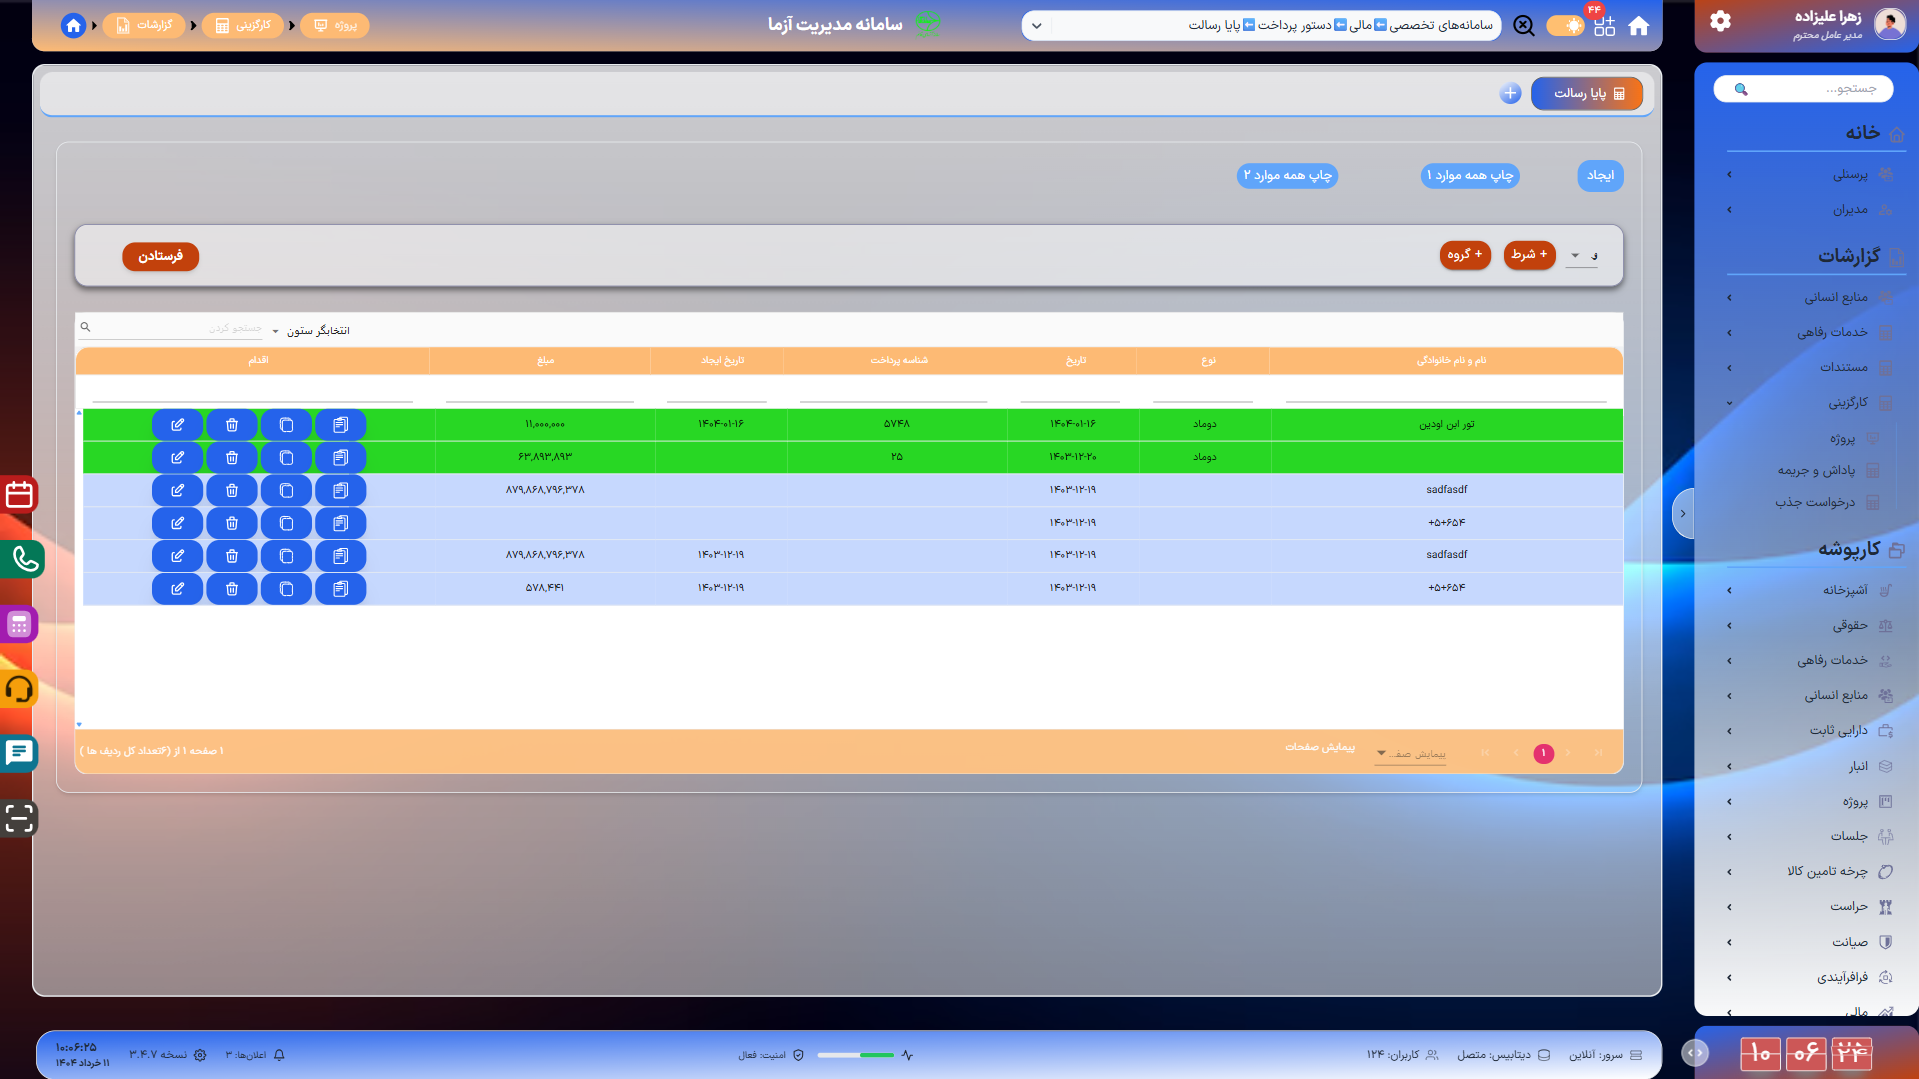 زهرا علیزاده
مدیر عامل محترم
۴۴
سامانه‌های تخصصی⬅️مالی⬅️دستور پرداخت⬅️پایا رسالت
سامانه مدیریت آزما
پروژه
کارگزینی
گزارشات
جستجو...
خانه
پرسنلی
مدیران
گزارشات
منابع انسانی
خدمات رفاهی
مستندات
کارگزینی
پروژه
پاداش و جریمه
درخواست جذب
کارپوشه
آشپزخانه
حقوقی
خدمات رفاهی
منابع انسانی
دارایی ثابت
انبار
پروژه
جلسات
چرخه تامین کالا
حراست
صیانت
فرافرآیندی
مالی
پایا رسالت
ایجاد
چاپ همه موارد ۱
چاپ همه موارد ۲
و
+ شرط
+ گروه
فرستادن
انتخابگر ستون
جستجو کردن
نام و نام خانوادگی نوع تاریخ شناسه پرداخت تاریخ ایجاد مبلغ اقدام
تور ابن اودین دوماد ۱۴۰۴-۰۱-۱۶ ۵۷۴۸ ۱۴۰۴-۰۱-۱۶ ۱۱,۰۰۰,۰۰۰
دوماد ۱۴۰۳-۱۲-۲۰ ۲۵ ۶۳,۸۹۳,۸۹۳
sadfasdf ۱۴۰۳-۱۲-۱۹ ۸۷۹,۸۶۸,۷۹۶,۳۷۸
+۵+۶۵۴ ۱۴۰۳-۱۲-۱۹
sadfasdf ۱۴۰۳-۱۲-۱۹ ۱۴۰۳-۱۲-۱۹ ۸۷۹,۸۶۸,۷۹۶,۳۷۸
+۵+۶۵۴ ۱۴۰۳-۱۲-۱۹ ۱۴۰۳-۱۲-۱۹ ۵۷۸,۴۴۱
۱
پیمایش صفـ...
پیمایش صفحات
۱ صفحه ۱ از (۶تعداد کل ردیف ها )
سرور: آنلاین
دیتابیس: متصل
کاربران: ۱۲۴
امنیت: فعال
اعلان‌ها: ۳
نسخه ۳.۴.۷
۱۰:۰۶:۲۵
۱۱ خرداد ۱۴۰۴
۱۰ ۰۶